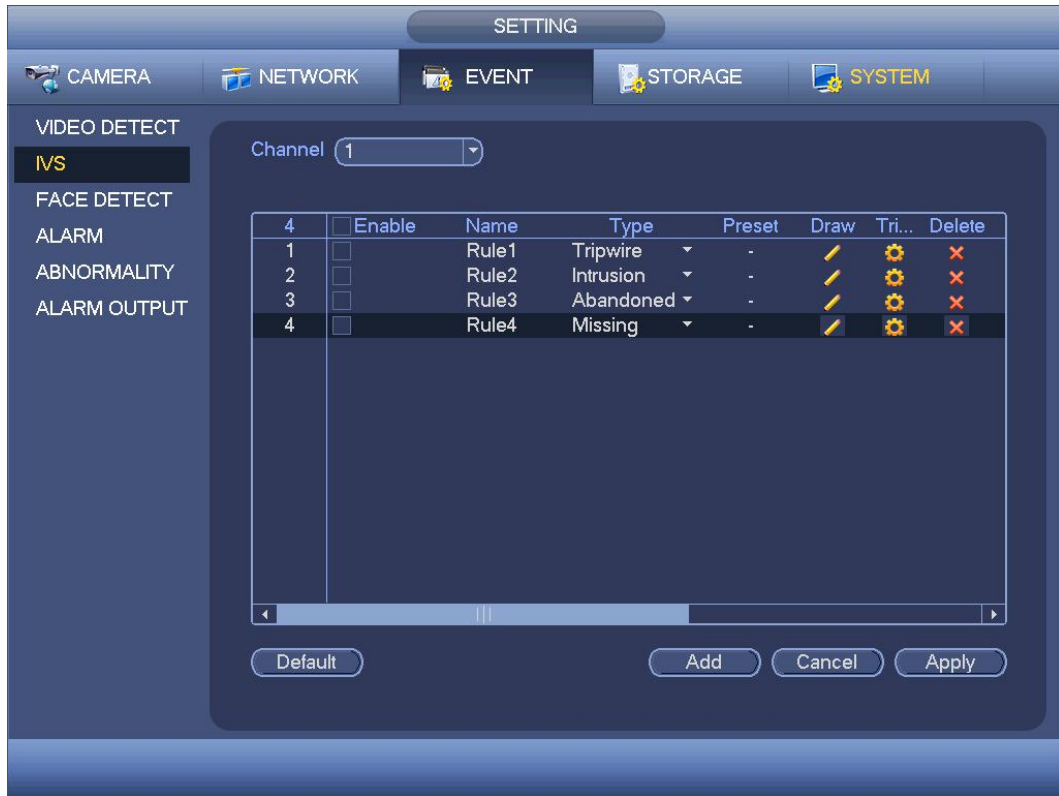 SETTING
CAMERA NETWORK EVENT STORAGE SYSTEM
VIDEO DETECT
IVS
FACE DETECT
ALARM
ABNORMALITY
ALARM OUTPUT
Channel 1
4 Enable Name Type Preset Draw Tri... Delete
1 Rule1 Tripwire -
2 Rule2 Intrusion -
3 Rule3 Abandoned -
4 Rule4 Missing -
Default Add Cancel Apply